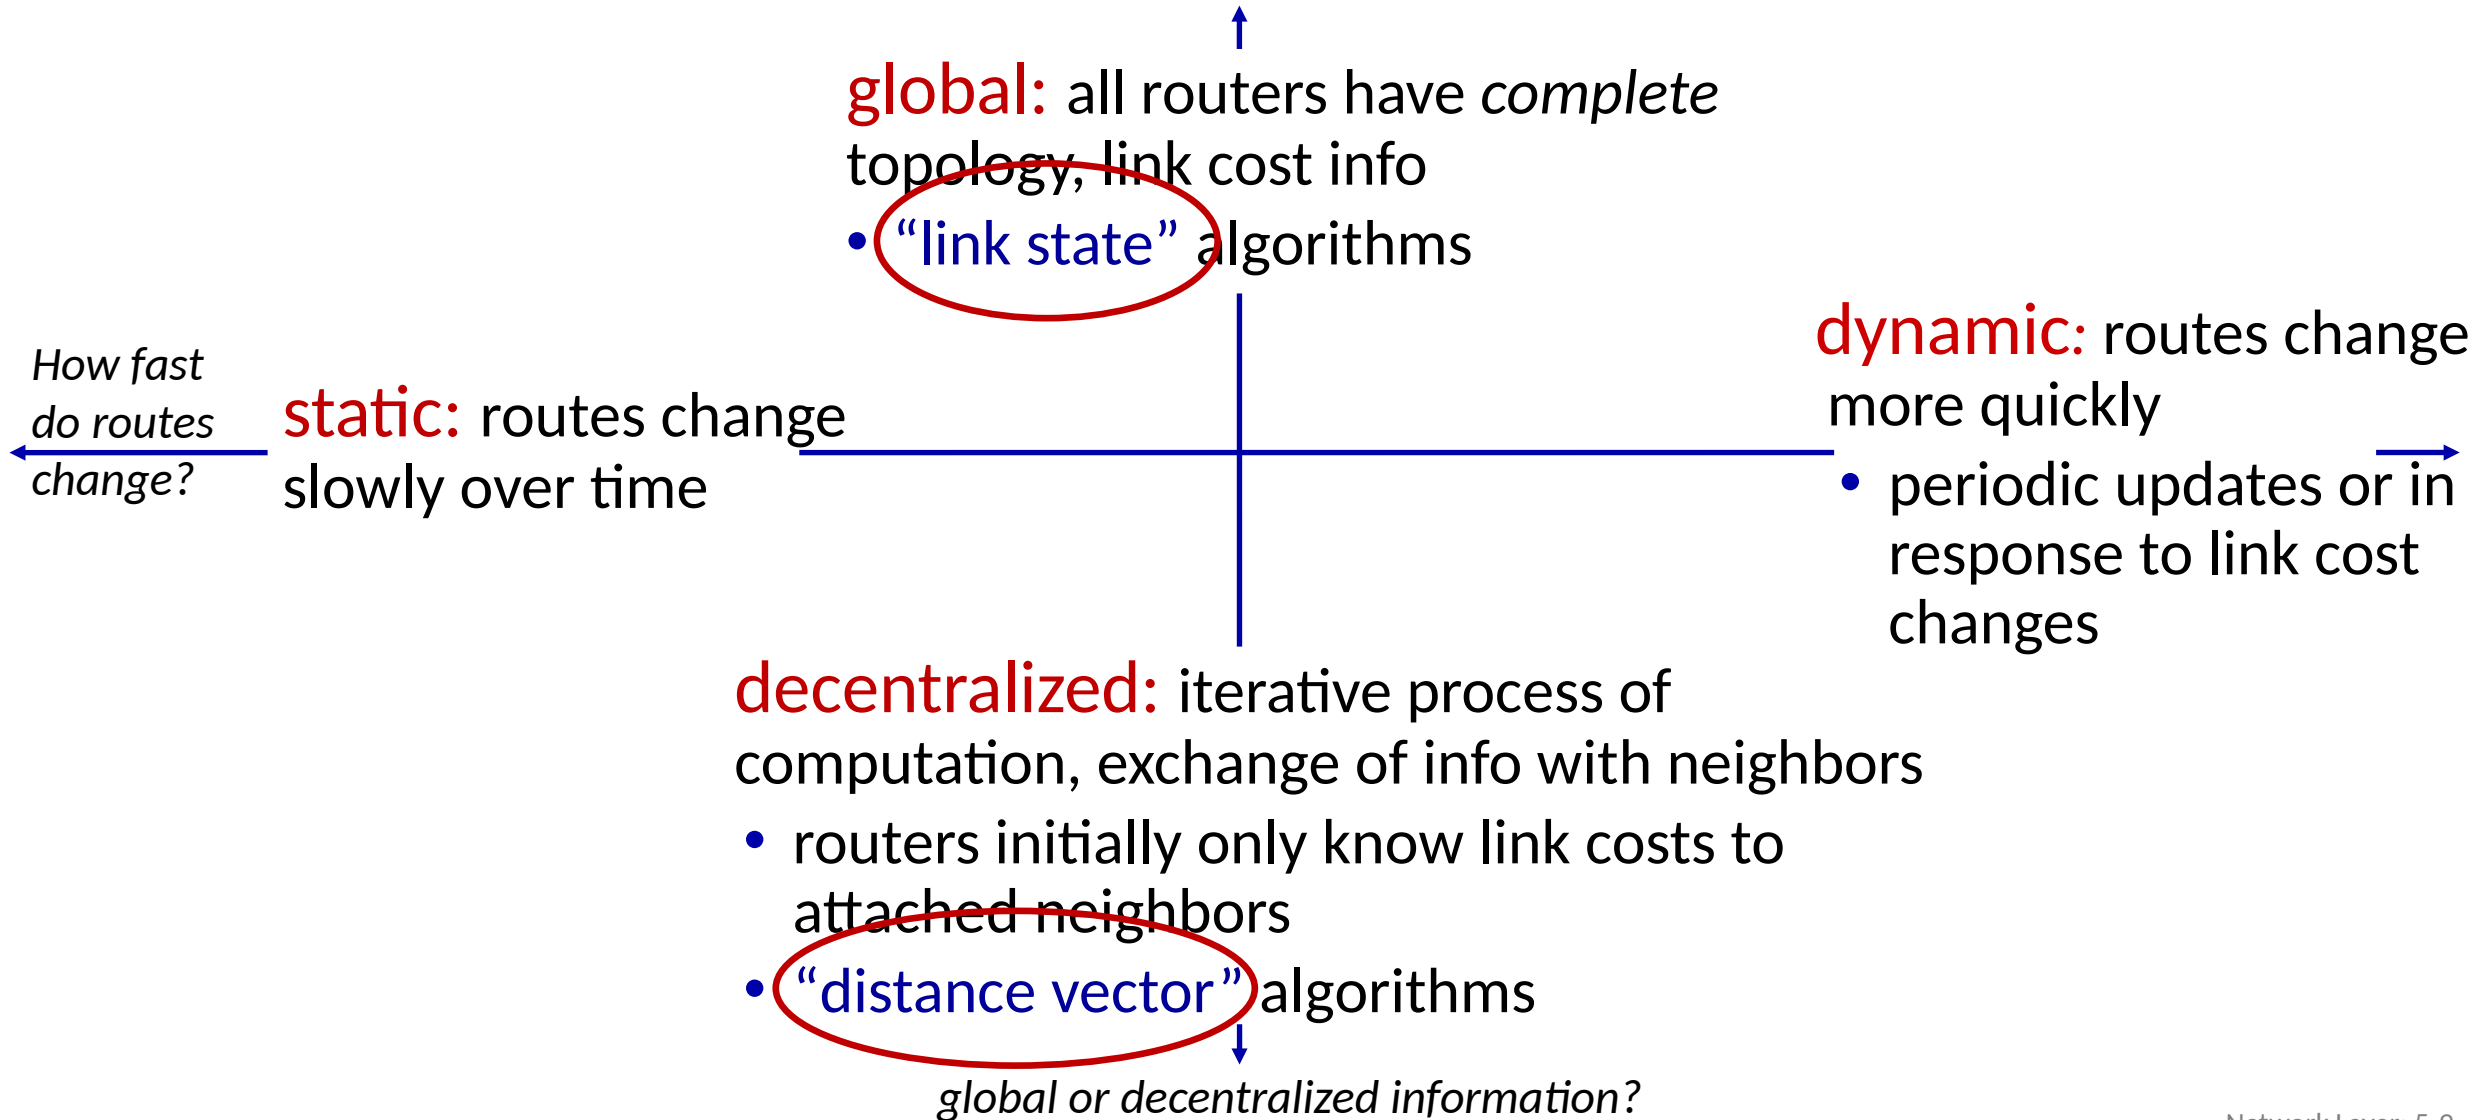 global: all routers have complete
topology, link cost info
• “link state” algorithms
How fast
do routes
change?
static: routes change
slowly over time
dynamic: routes change
more quickly
• periodic updates or in
response to link cost
changes
decentralized: iterative process of
computation, exchange of info with neighbors
• routers initially only know link costs to
attached neighbors
• “distance vector” algorithms
global or decentralized information?
Network Layer: 5-